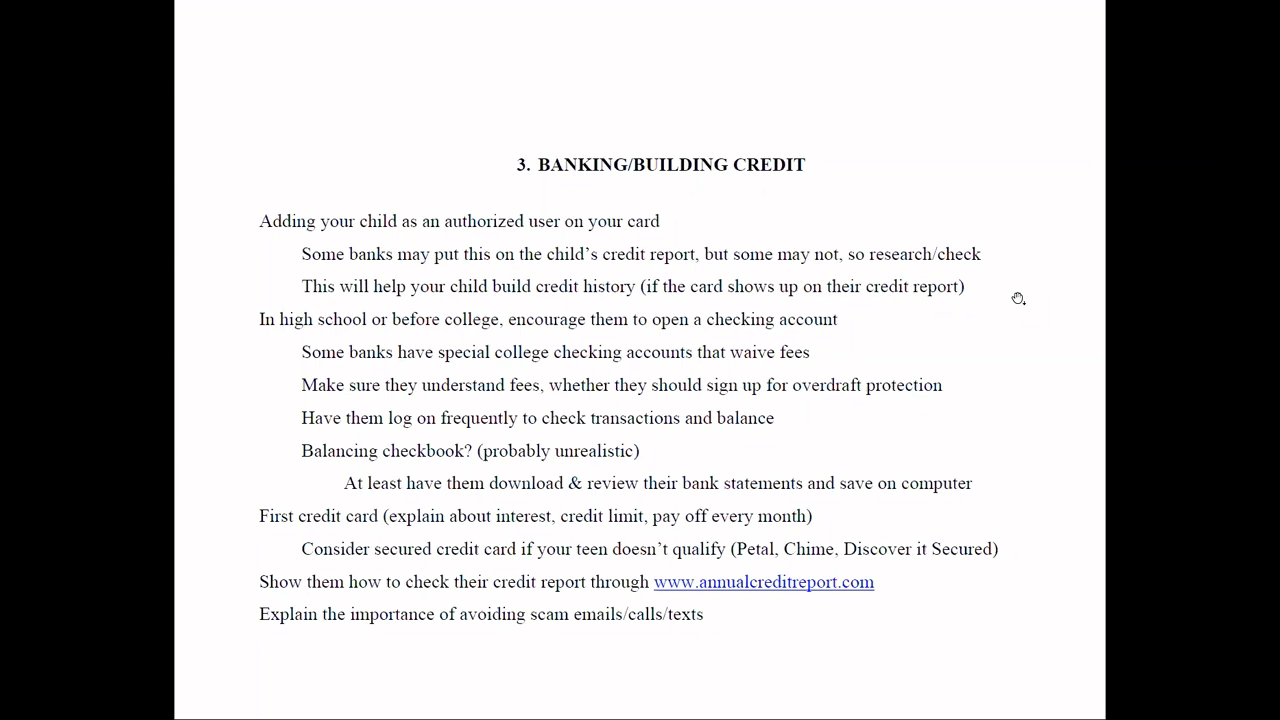 3. BANKING/BUILDING CREDIT
Adding your child as an authorized user on your card
Some banks may put this on the child’s credit report, but some may not, so research/check
This will help your child build credit history (if the card shows up on their credit report)
In high school or before college, encourage them to open a checking account
Some banks have special college checking accounts that waive fees
Make sure they understand fees, whether they should sign up for overdraft protection
Have them log on frequently to check transactions and balance
Balancing checkbook? (probably unrealistic)
At least have them download & review their bank statements and save on computer
First credit card (explain about interest, credit limit, pay off every month)
Consider secured credit card if your teen doesn’t qualify (Petal, Chime, Discover it Secured)
Show them how to check their credit report through www.annualcreditreport.com
Explain the importance of avoiding scam emails/calls/texts